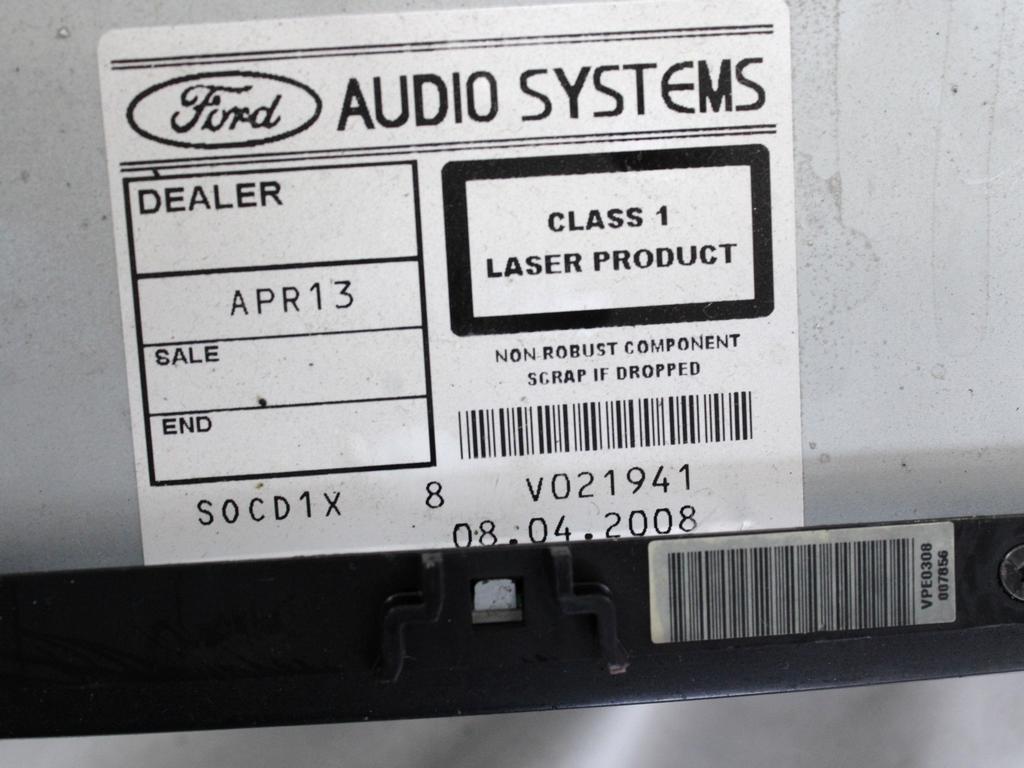 Ford AUDIO SYSTEMS
DEALER
APR13
SALE
END
CLASS 1
LASER PRODUCT
NON-ROBUST COMPONENT
SCRAP IF DROPPED
SOCD1X 8 V021941
08.04.2008
VPE0308
007856